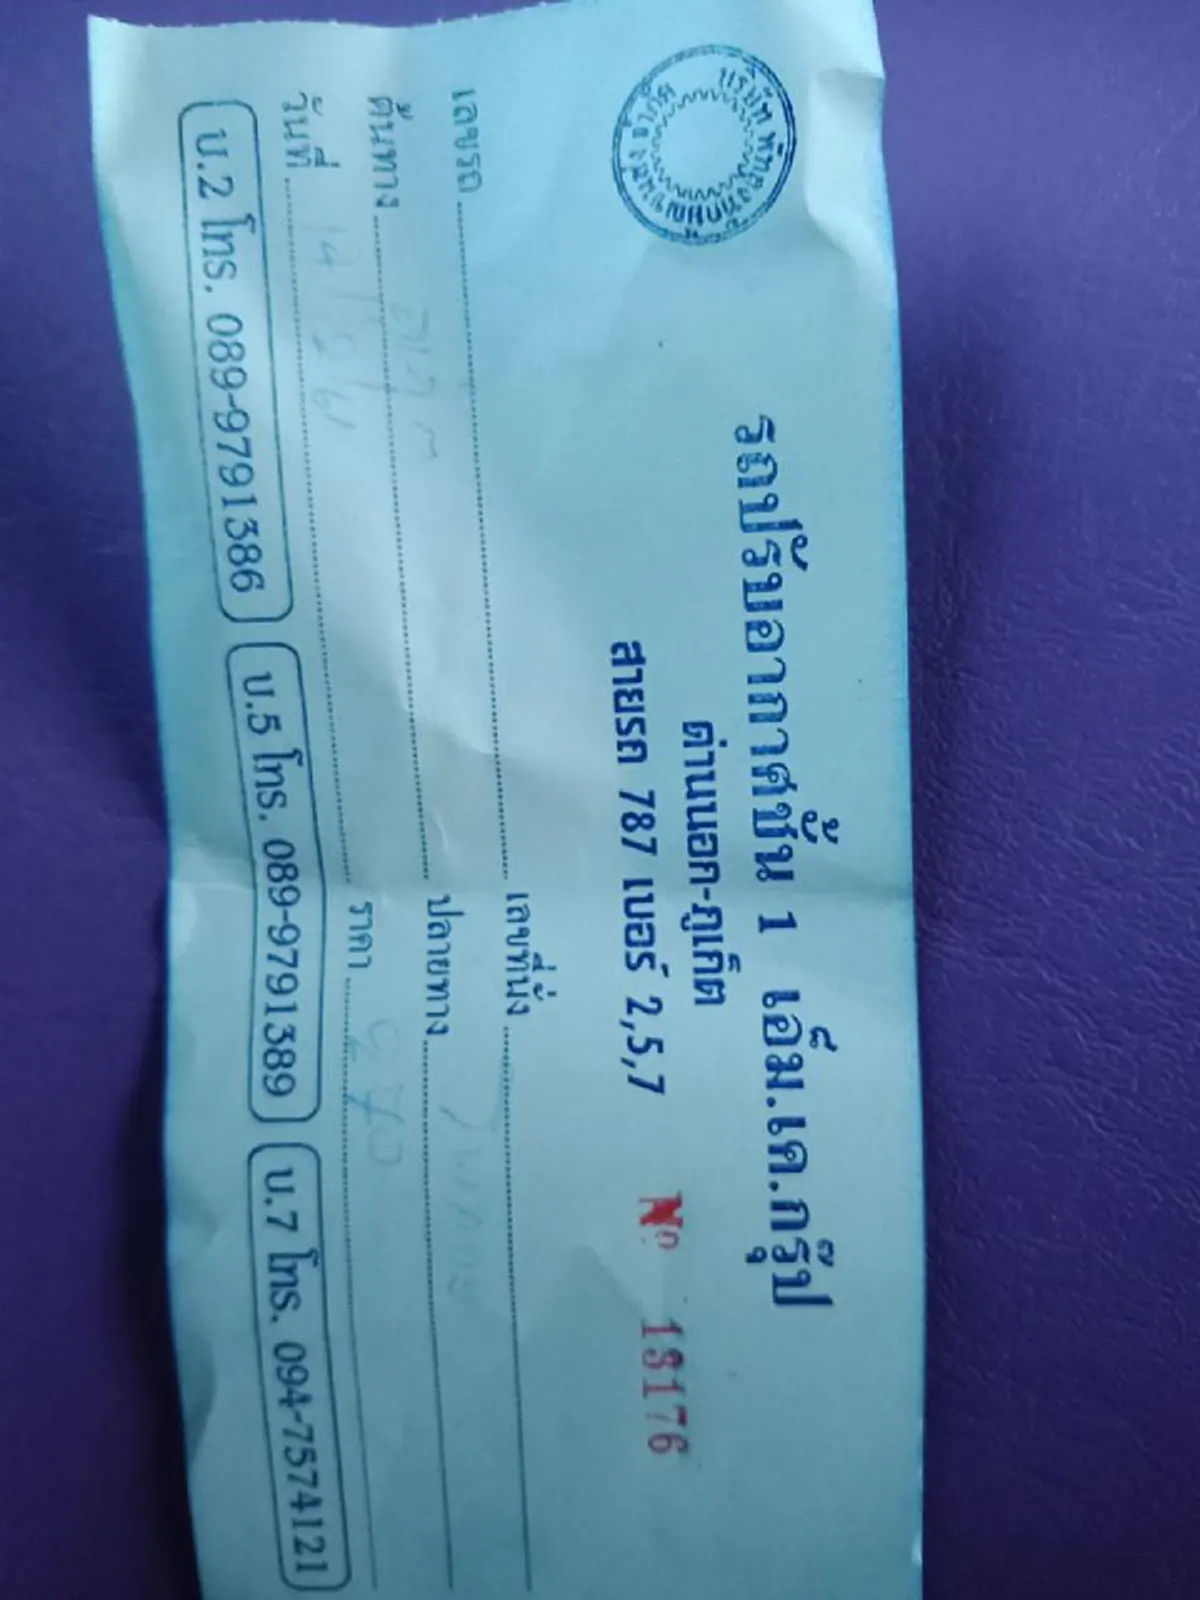 รถปรับอากาศชั้น 1 เอ็ม.เค.กรุ๊ป
ด่านนอก-ภูเก็ต
สายรถ 787 เบอร์ 2,5,7
No 13176
เลขรถ
เลขที่นั่ง
ต้นทาง
ปลายทาง
วันที่
ราคา
บ.2 โทร. 089-9791386
บ.5 โทร. 089-9791389
บ.7 โทร. 094-7574121